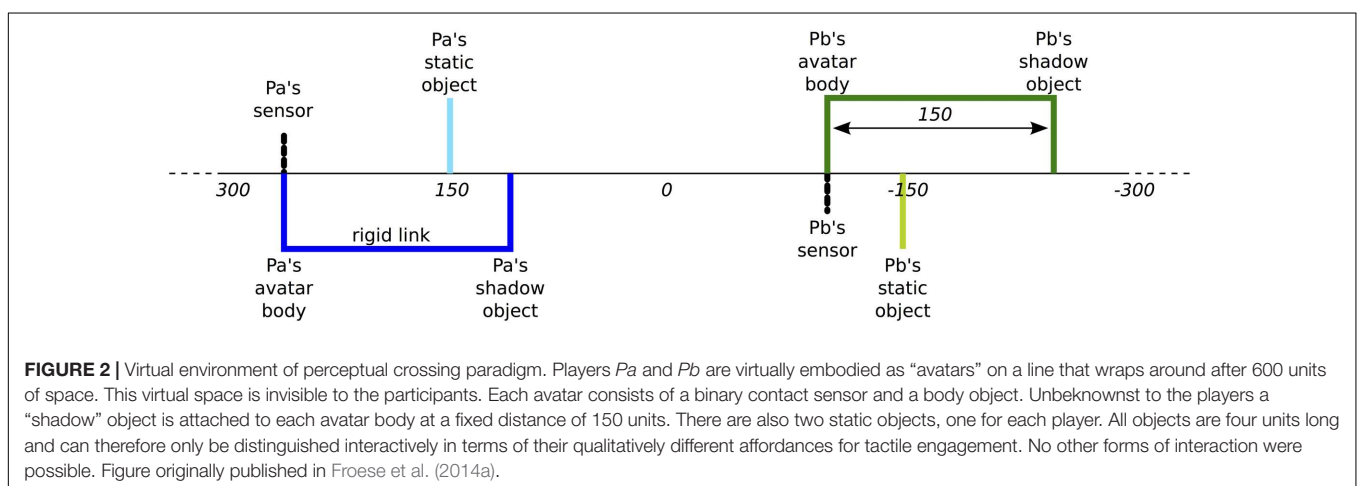 Pa's
sensor
Pa's
static
object
Pb's
avatar
body
Pb's
shadow
object
150
300
150
0
-150
-300
rigid link
Pb's
sensor
Pa's
avatar
body
Pa's
shadow
object
Pb's
static
object
FIGURE 2 | Virtual environment of perceptual crossing paradigm. Players Pa and Pb are virtually embodied as “avatars” on a line that wraps around after 600 units
of space. This virtual space is invisible to the participants. Each avatar consists of a binary contact sensor and a body object. Unbeknownst to the players a
“shadow” object is attached to each avatar body at a fixed distance of 150 units. There are also two static objects, one for each player. All objects are four units long
and can therefore only be distinguished interactively in terms of their qualitatively different affordances for tactile engagement. No other forms of interaction were
possible. Figure originally published in Froese et al. (2014a).